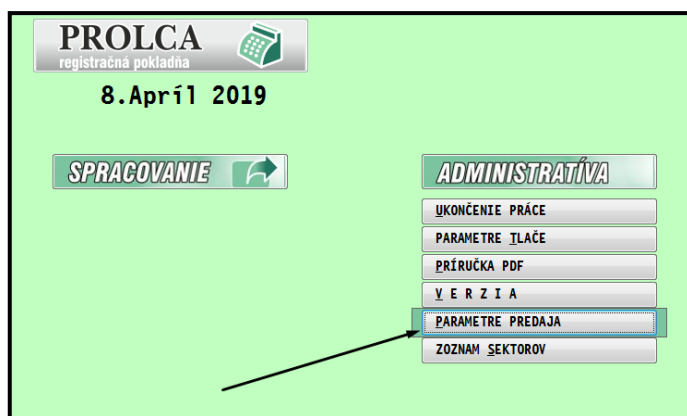 PROLCA
registračná pokladňa
8.Apríl 2019
SPRACOVANIE
ADMINISTRATÍVA
UKONČENIE PRÁCE
PARAMETRE TLAČE
PRÍRUČKA PDF
V E R Z I A
PARAMETRE PREDAJA
ZOZNAM SEKTOROV